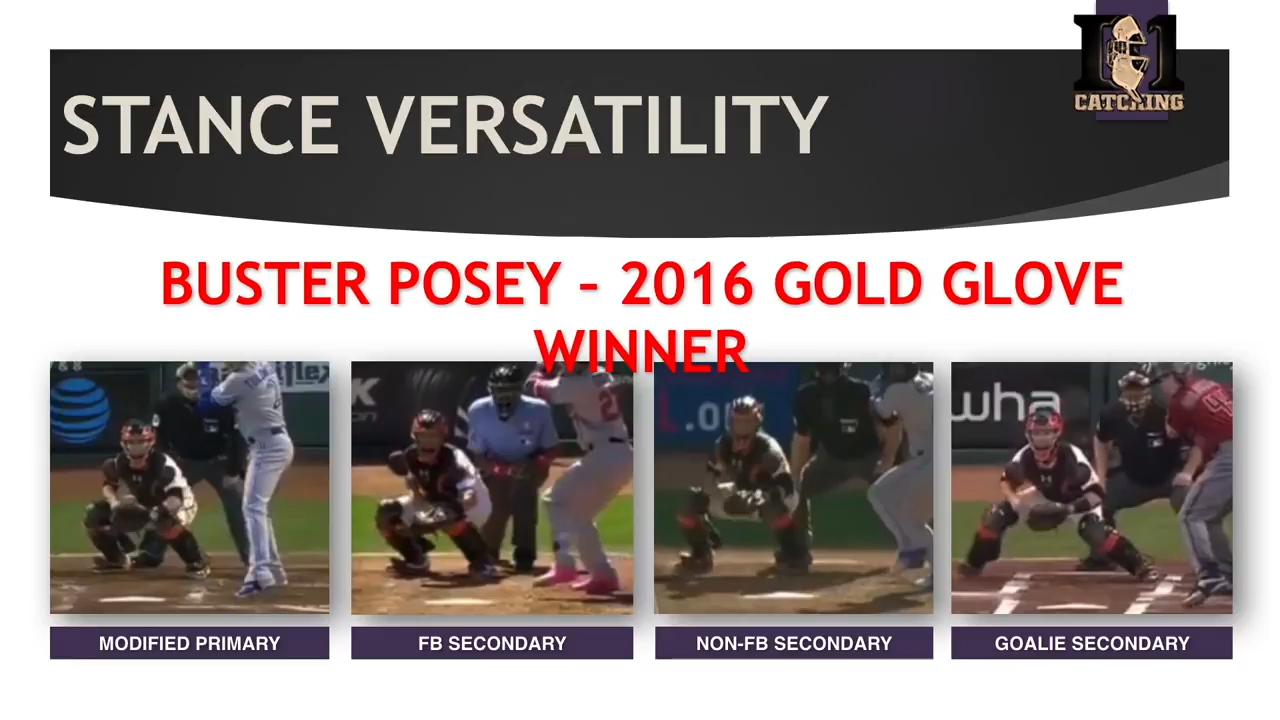 CATCHING
STANCE VERSATILITY
BUSTER POSEY – 2016 GOLD GLOVE
WINNER
MODIFIED PRIMARY
FB SECONDARY
NON-FB SECONDARY
GOALIE SECONDARY